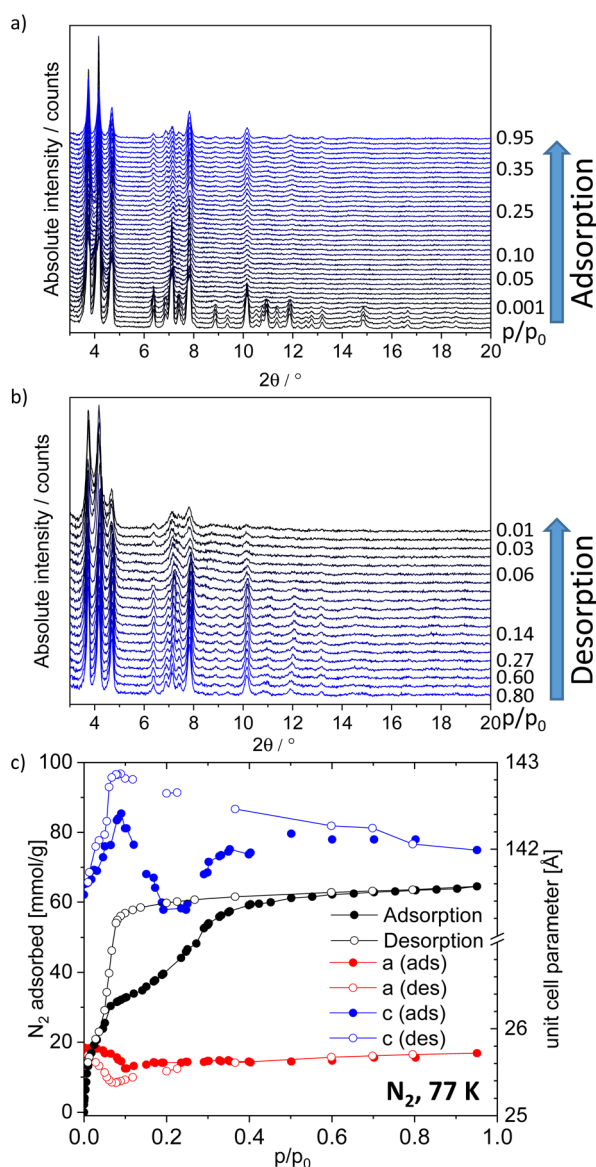 a)
Absolute intensity / counts
0.95
0.35
0.25
0.10
0.05
0.001
p/p0
Adsorption
4 6 8 10 12 14 16 18 20
2θ / °
b)
Absolute intensity / counts
0.01
0.03
0.06
0.14
0.27
0.60
0.80
p/p0
Desorption
4 6 8 10 12 14 16 18 20
2θ / °
c)
100
80
60
40
20
0
N2 adsorbed [mmol/g]
Adsorption
Desorption
a (ads)
a (des)
c (ads)
c (des)
N2, 77 K
143
142
26
25
unit cell parameter [Å]
0.0 0.2 0.4 0.6 0.8 1.0
p/p0